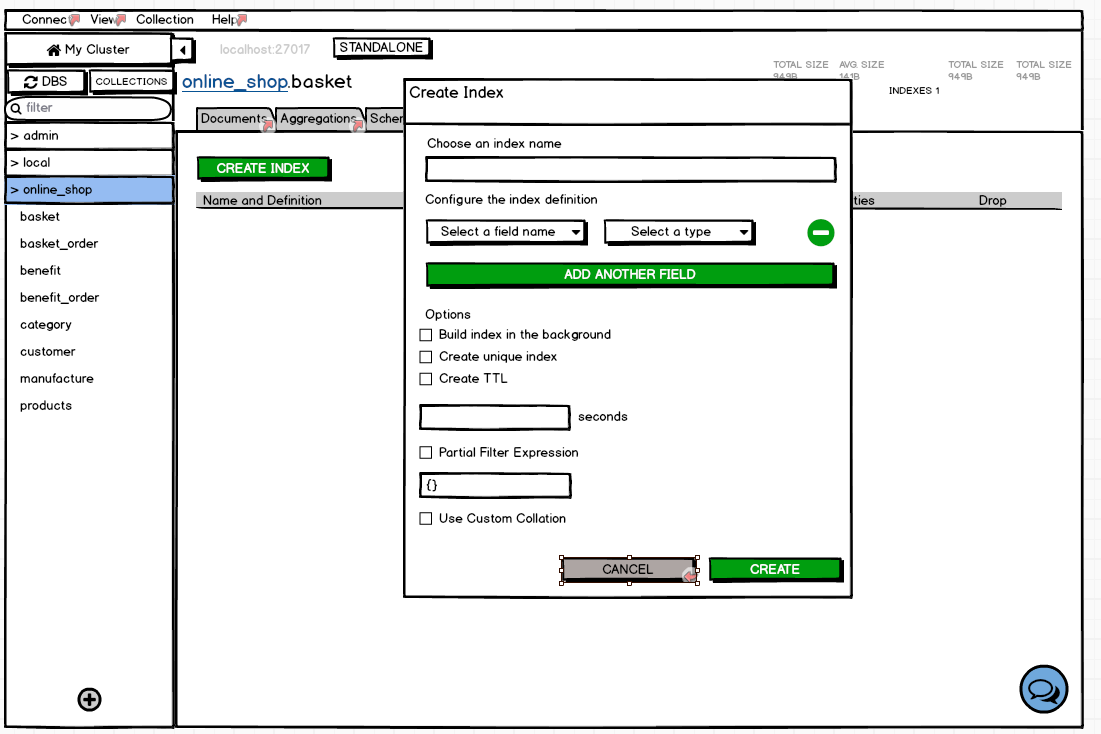 Connec View Collection Help
My Cluster
localhost:27017
STANDALONE
DBS
COLLECTIONS
online_shop.basket
TOTAL SIZE AVG. SIZE TOTAL SIZE TOTAL SIZE
949B 141B 949B 949B
INDEXES 1
filter
Documents Aggregations Scher
> admin
> local
> online_shop
basket
basket_order
benefit
benefit_order
category
customer
manufacture
products
CREATE INDEX
Name and Definition
ties
Drop
Create Index
Choose an index name
Configure the index definition
Select a field name
Select a type
ADD ANOTHER FIELD
Options
Build index in the background
Create unique index
Create TTL
seconds
Partial Filter Expression
{}
Use Custom Collation
CANCEL
CREATE